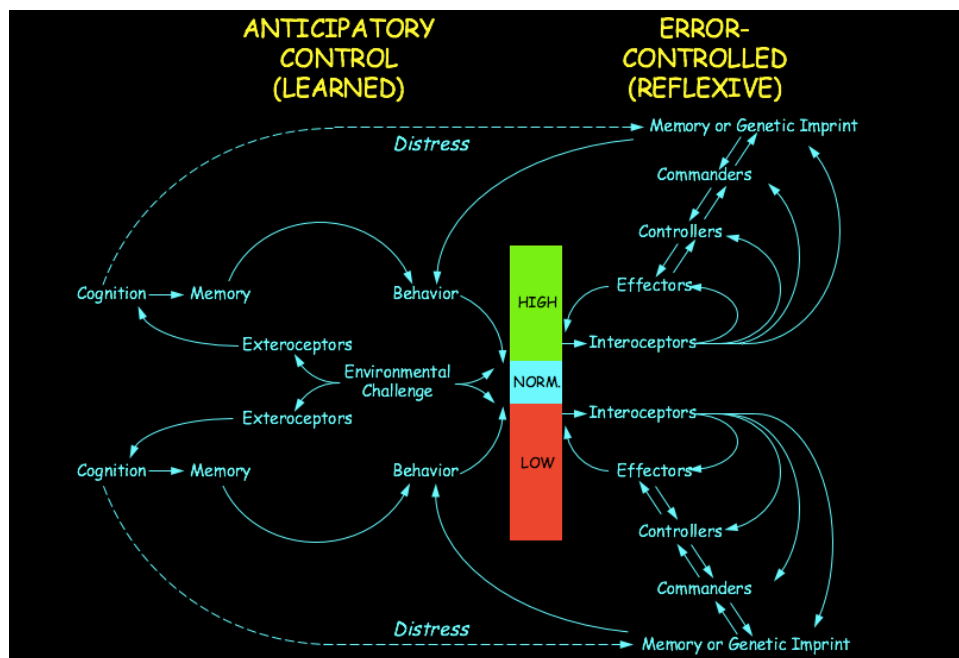 ANTICIPATORY
CONTROL
(LEARNED)
ERROR-
CONTROLLED
(REFLEXIVE)
Memory or Genetic Imprint
Distress
Commanders
Controllers
Effectors
Cognition
Memory
Behavior
HIGH
Exteroceptors
Interoceptors
Environmental
Challenge
NORM.
Exteroceptors
Interoceptors
Cognition
Memory
Behavior
LOW
Effectors
Controllers
Commanders
Distress
Memory or Genetic Imprint